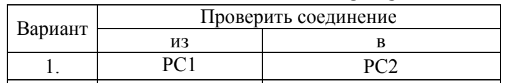 Вариант Проверить соединение
из в
1. PC1 PC2